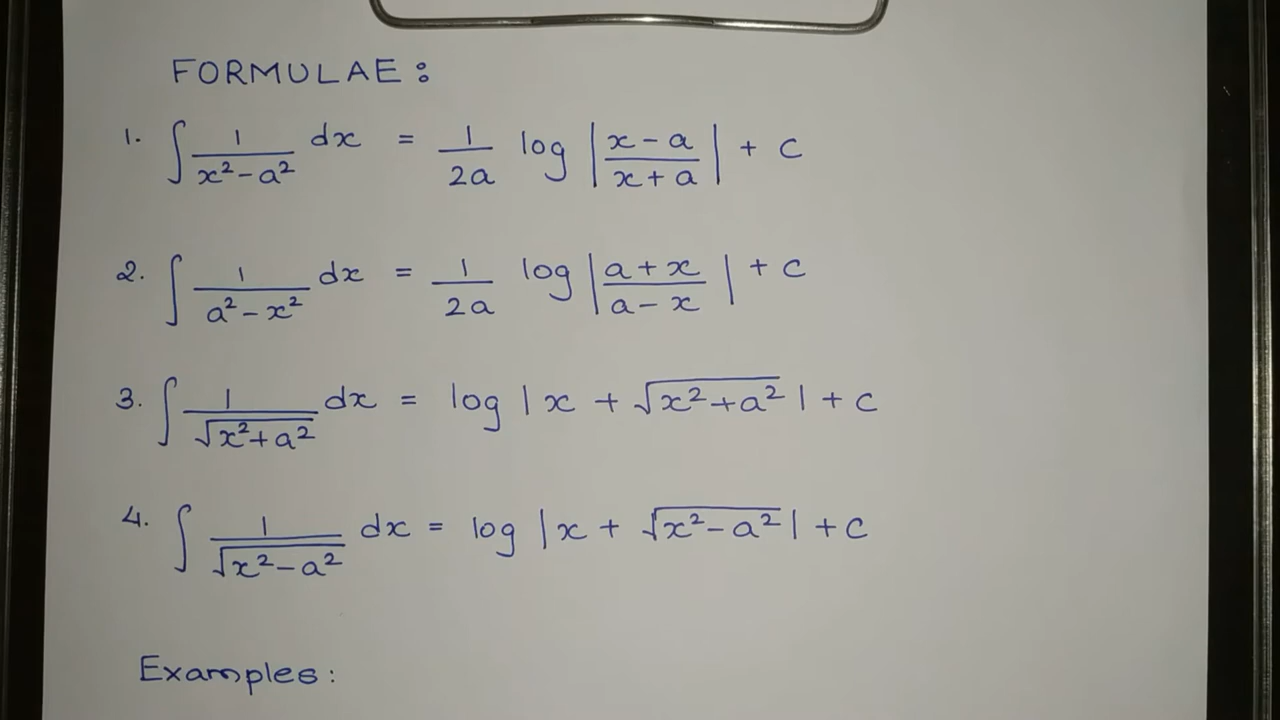 FORMULAE :
1. ∫ 1/(x²-a²) dx = 1/2a log |(x-a)/(x+a)| + c
2. ∫ 1/(a²-x²) dx = 1/2a log |(a+x)/(a-x)| + c
3. ∫ 1/√(x²+a²) dx = log |x + √(x²+a²)| + c
4. ∫ 1/√(x²-a²) dx = log |x + √(x²-a²)| + c
Examples :